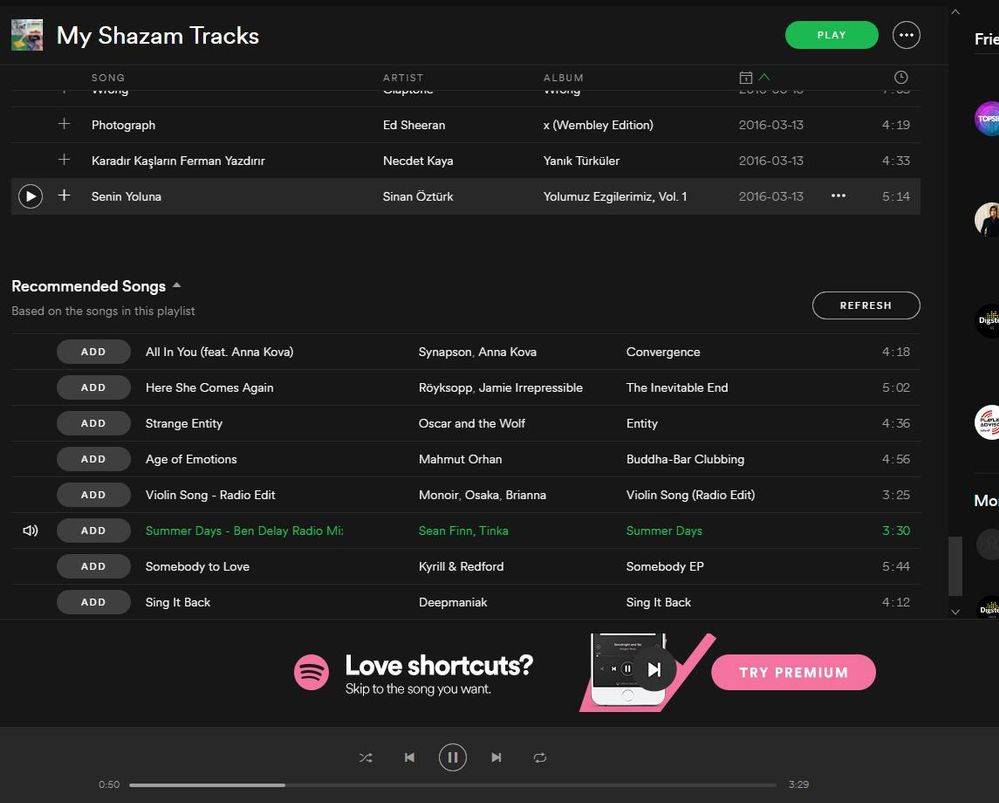 My Shazam Tracks
PLAY
Frie
SONG ARTIST ALBUM
Wrong Claptone Wrong
Photograph Ed Sheeran x (Wembley Edition) 2016-03-13 4:19
Karadır Kaşların Ferman Yazdırır Necdet Kaya Yanık Türküler 2016-03-13 4:33
Senin Yoluna Sinan Öztürk Yolumuz Ezgilerimiz, Vol. 1 2016-03-13 5:14
Recommended Songs
Based on the songs in this playlist
REFRESH
ADD All In You (feat. Anna Kova) Synapson, Anna Kova Convergence 4:18
ADD Here She Comes Again Röyksopp, Jamie Irrepressible The Inevitable End 5:02
ADD Strange Entity Oscar and the Wolf Entity 4:36
ADD Age of Emotions Mahmut Orhan Buddha-Bar Clubbing 4:56
ADD Violin Song - Radio Edit Monoir, Osaka, Brianna Violin Song (Radio Edit) 3:25
ADD Summer Days - Ben Delay Radio Mi Sean Finn, Tinka Summer Days 3:30
ADD Somebody to Love Kyrill & Redford Somebody EP 5:44
ADD Sing It Back Deepmaniak Sing It Back 4:12
Mo
Love shortcuts?
Skip to the song you want.
TRY PREMIUM
0:50 3:29